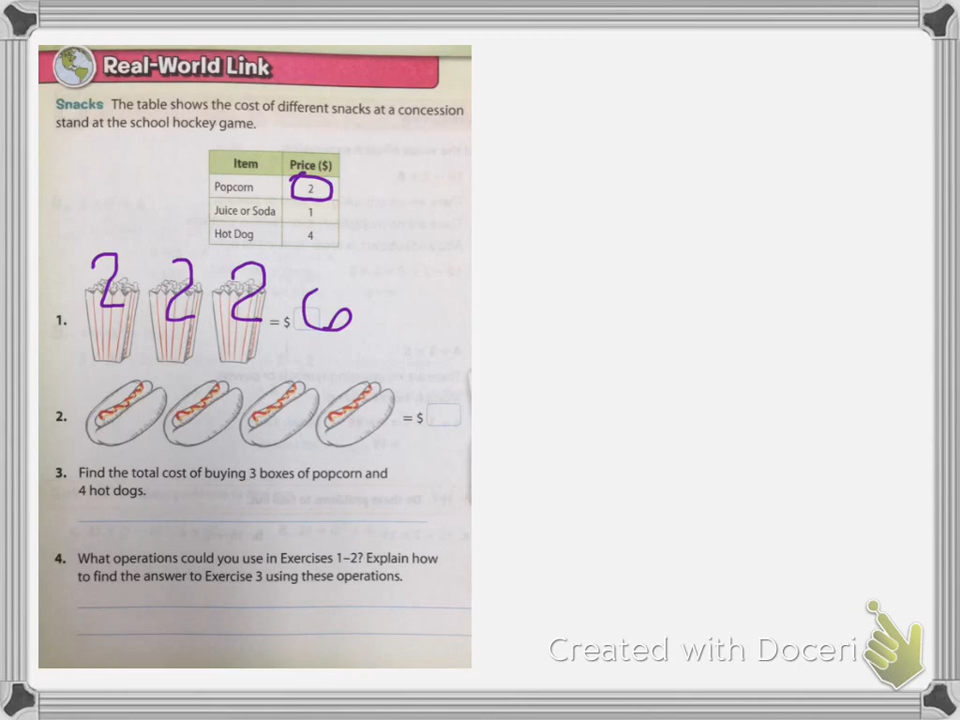 Real-World Link
Snacks The table shows the cost of different snacks at a concession
stand at the school hockey game.
Item Price ($)
Popcorn 2
Juice or Soda 1
Hot Dog 4
2 2 2
1. = $ 6
2. = $
3. Find the total cost of buying 3 boxes of popcorn and
4 hot dogs.
4. What operations could you use in Exercises 1–2? Explain how
to find the answer to Exercise 3 using these operations.
Created with Doceri